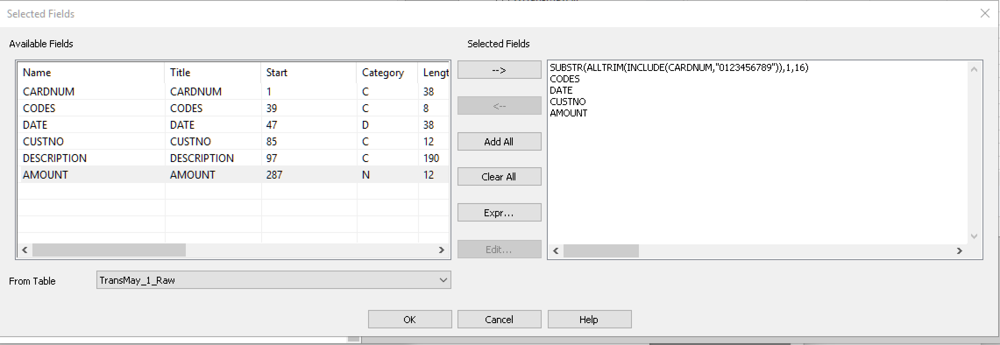 Selected Fields
Available Fields
Selected Fields
Name Title Start Category Lengt
CARDNUM CARDNUM 1 C 38
CODES CODES 39 C 8
DATE DATE 47 D 38
CUSTNO CUSTNO 85 C 12
DESCRIPTION DESCRIPTION 97 C 190
AMOUNT AMOUNT 287 N 12
-->
<--
Add All
Clear All
Expr...
Edit...
SUBSTR(ALLTRIM(INCLUDE(CARDNUM,"0123456789")),1,16)
CODES
DATE
CUSTNO
AMOUNT
From Table
TransMay_1_Raw
OK
Cancel
Help